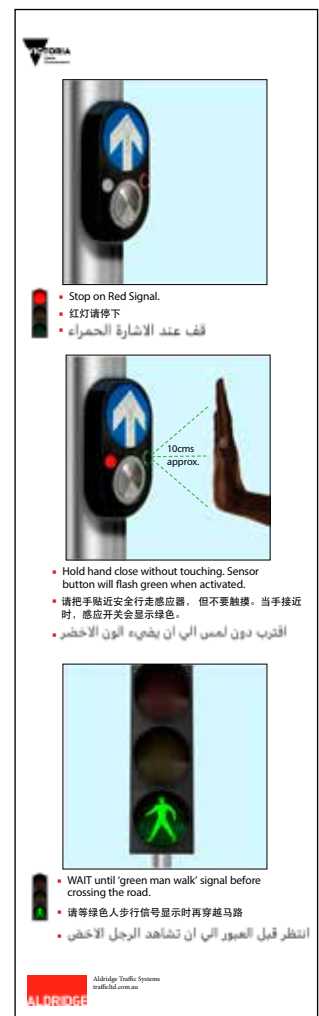 VICTORIA
Stop on Red Signal.
红灯请停下
قف عند الاشارة الحمراء
10cms
approx.
Hold hand close without touching. Sensor
button will flash green when activated.
请把手贴近安全行走感应器， 但不要触摸。当手接近
时，感应开关会显示绿色。
اقترب دون لمس الي ان يضيء الون الاخضر
WAIT until ‘green man walk’ signal before
crossing the road.
请等绿色人步行信号显示时再穿越马路
انتظر قبل العبور الي ان تشاهد الرجل الاخض
Aldridge Traffic Systems
trafficltd.com.au
ALDRIDGE